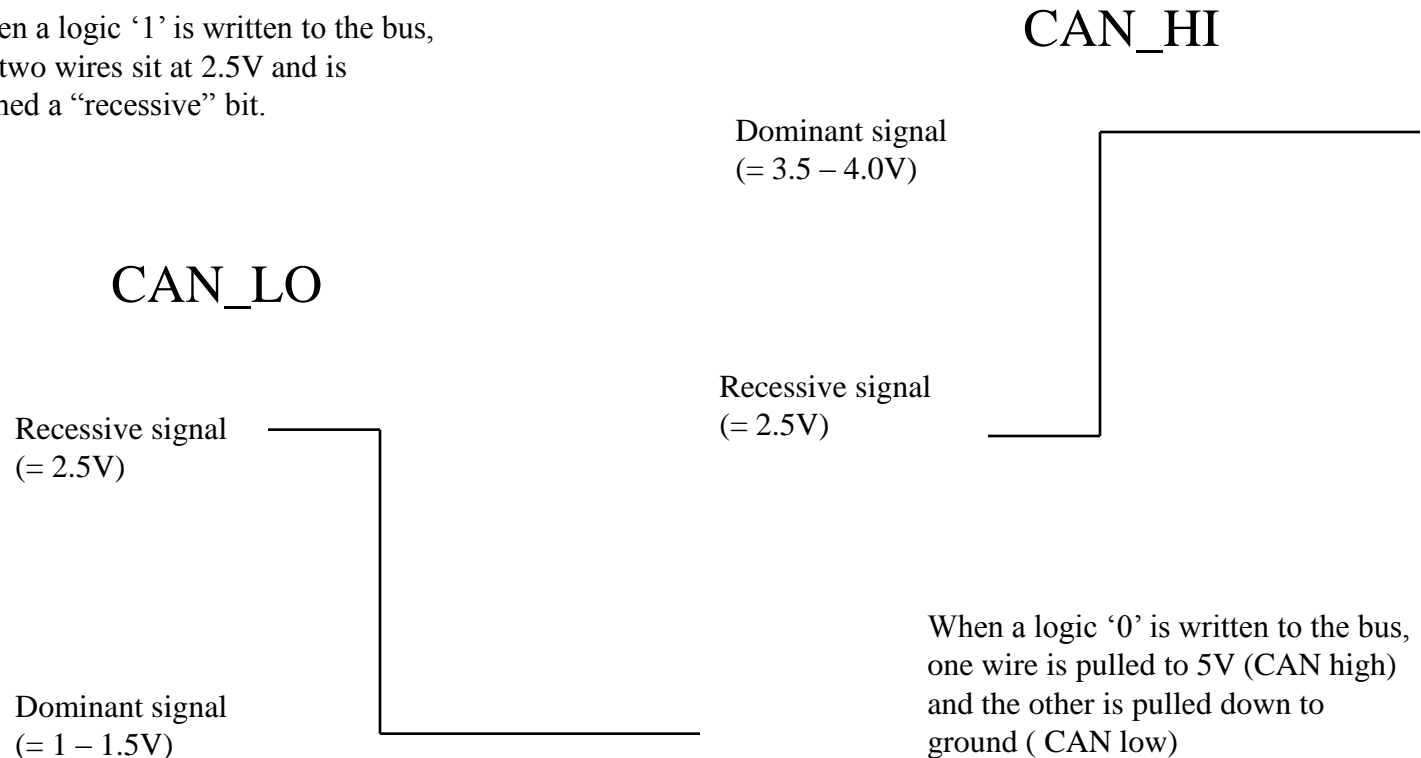 en a logic ‘1’ is written to the bus,
two wires sit at 2.5V and is
a “recessive” bit.
CAN_HI
Dominant signal
(= 3.5 – 4.0V)
CAN_LO
Recessive signal
(= 2.5V)
Recessive signal
(= 2.5V)
Dominant signal
(= 1 – 1.5V)
When a logic ‘0’ is written to the bus,
one wire is pulled to 5V (CAN high)
and the other is pulled down to
ground ( CAN low)